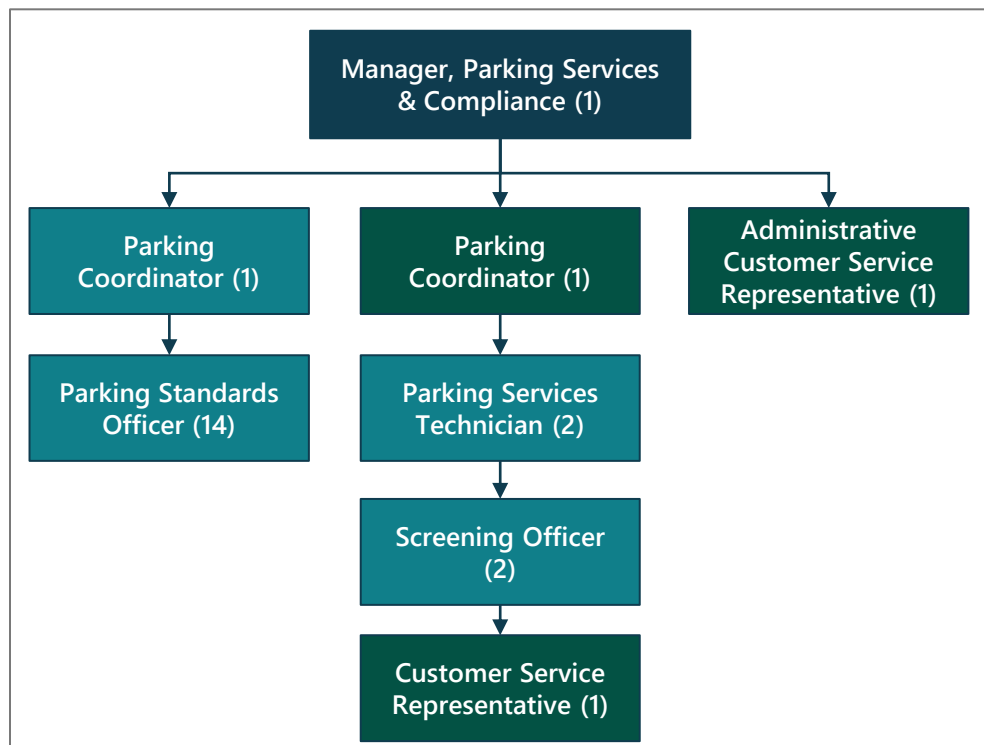 Manager, Parking Services
& Compliance (1)
Parking
Coordinator (1)
Parking
Coordinator (1)
Administrative
Customer Service
Representative (1)
Parking Standards
Officer (14)
Parking Services
Technician (2)
Screening Officer
(2)
Customer Service
Representative (1)